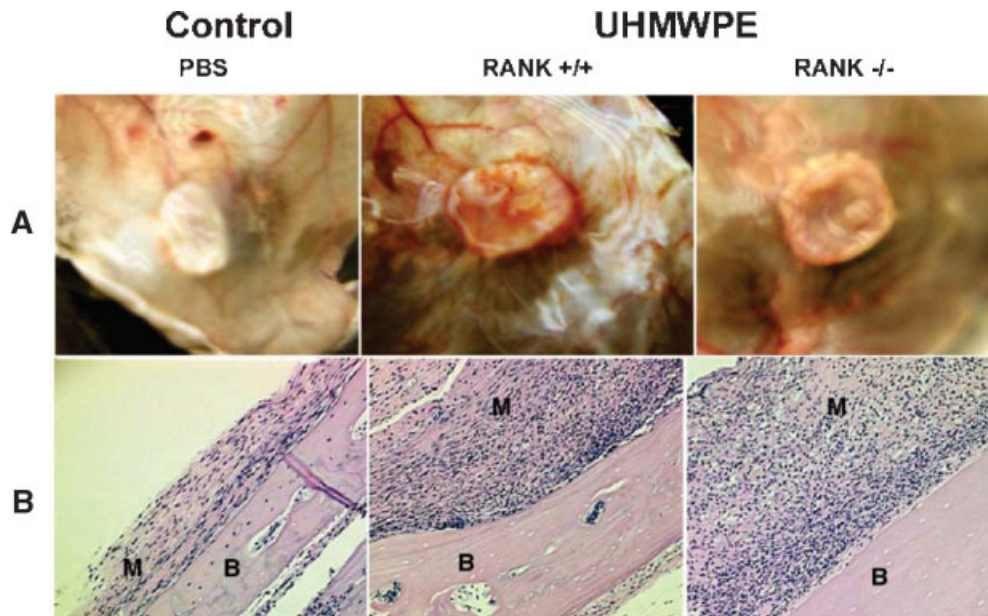 Control UHMWPE
PBS RANK +/+ RANK -/-
A
M B M B M B
B